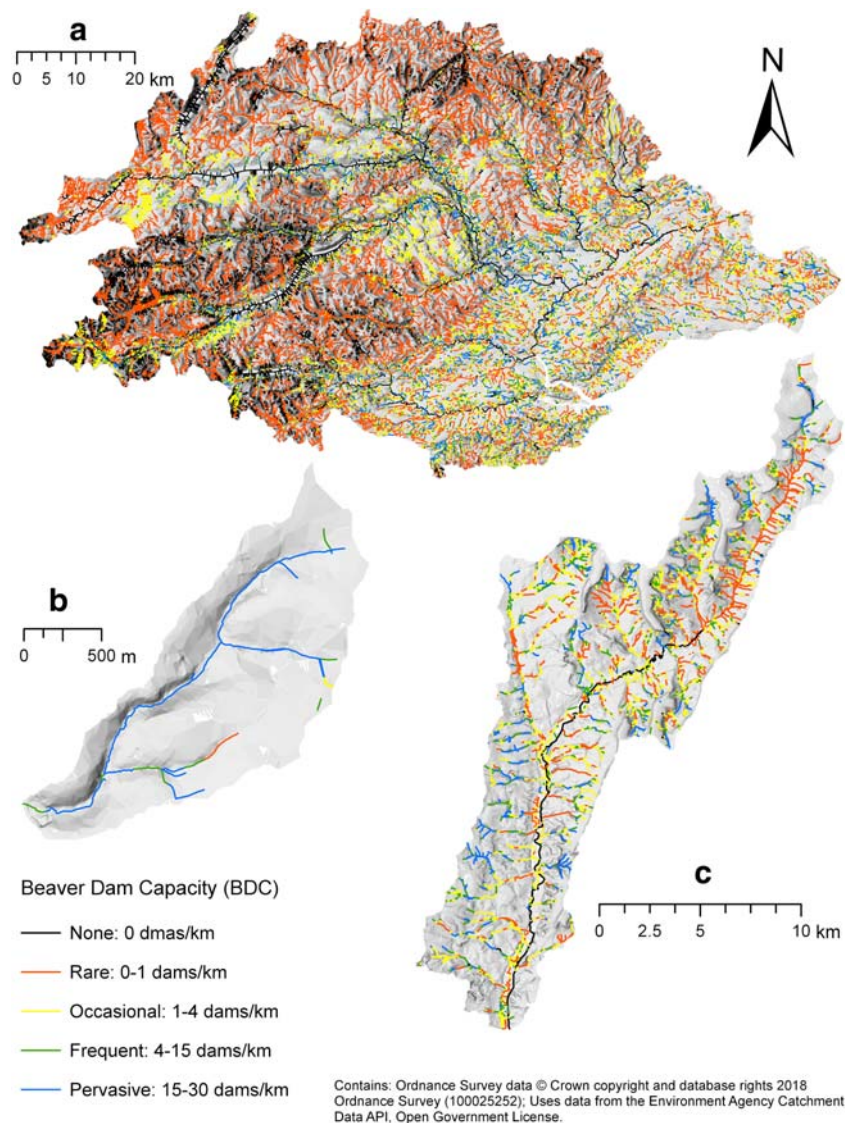 a
0 10 20 km
N
b
0 500 m
c
0 2.5 5 10 km
Beaver Dam Capacity (BDC)
None: 0 dmas/km
Rare: 0-1 dams/km
Occasional: 1-4 dams/km
Frequent: 4-15 dams/km
Pervasive: 15-30 dams/km
Contains: Ordnance Survey data © Crown copyright and database rights 2018
Ordnance Survey (100025252); Uses data from the Environment Agency Catchment
Data API, Open Government License.